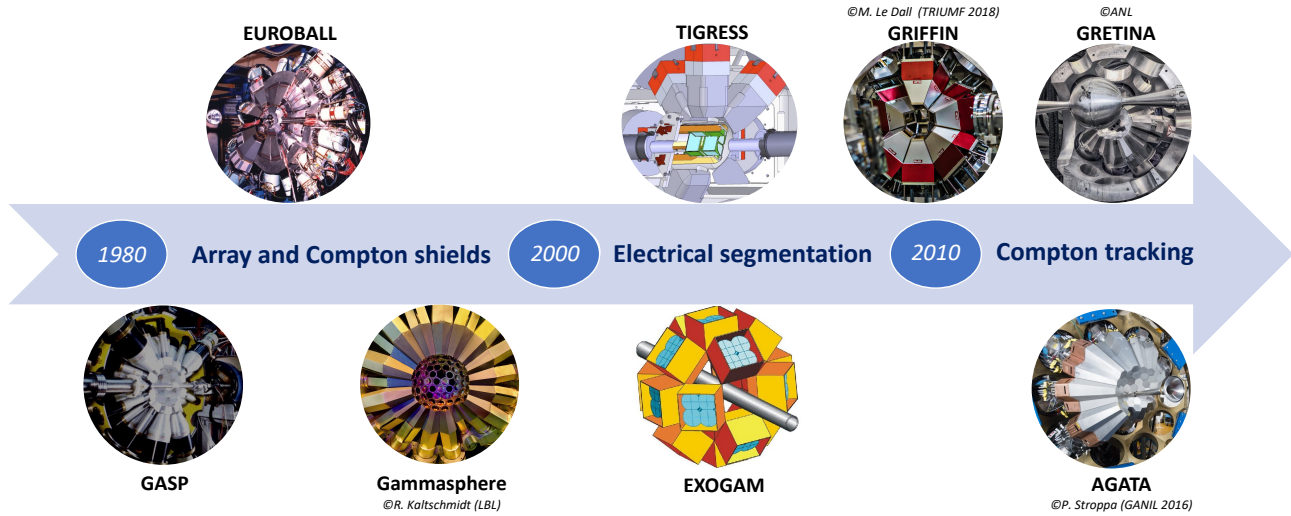 ©M. Le Dall (TRIUMF 2018)
©ANL
EUROBALL
TIGRESS
GRIFFIN
GRETINA
1980
Array and Compton shields
2000
Electrical segmentation
2010
Compton tracking
GASP
Gammasphere
EXOGAM
AGATA
©R. Kaltschmidt (LBL)
©P. Stroppa (GANIL 2016)